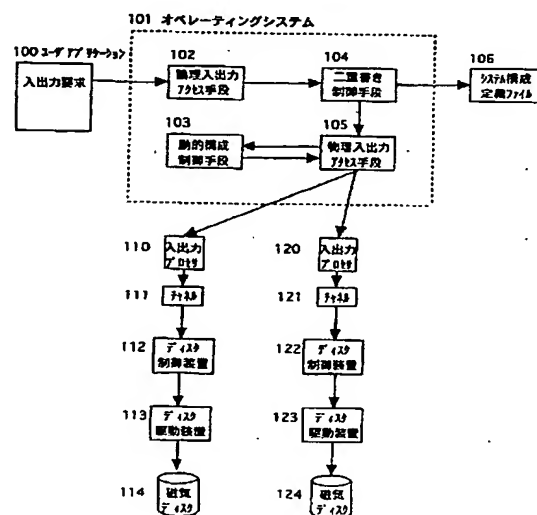 101 オペレーティングシステム
100 ユーザアプリケーション
入出力要求
102
論理入出力
アクセス手段
104
二重書き
制御手段
106
システム構成
定義ファイル
103
動的構成
制御手段
105
物理入出力
アクセス手段
110
入出力
プロセサ
120
入出力
プロセサ
111
チャネル
121
チャネル
112
ディスク
制御装置
122
ディスク
制御装置
113
ディスク
駆動装置
123
ディスク
駆動装置
114
磁気
ディスク
124
磁気
ディスク